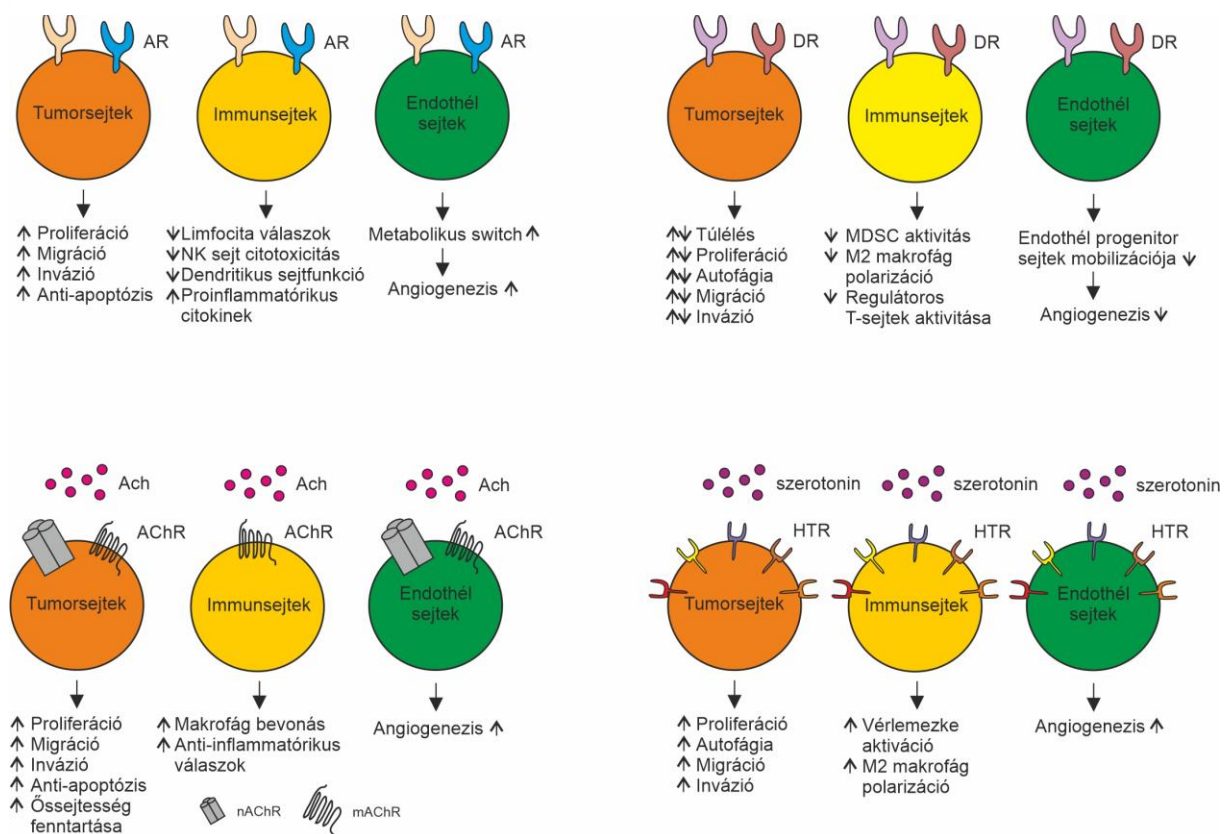 AR
Tumorsejtek
↑ Proliferáció
↑ Migráció
↑ Invázió
↑ Anti-apoptózis
AR
Immunsejtek
↓ Limfocita válaszok
↓ NK sejt citotoxicitás
↓ Dendritikus sejtfunkció
↑ Proinflammatórikus
citokinek
AR
Endothél
sejtek
Metabolikus switch ↑
Angiogenezis ↑
DR
Tumorsejtek
↑↓ Túlélés
↑↓ Proliferáció
↑↓ Autofágia
↑↓ Migráció
↑↓ Invázió
DR
Immunsejtek
↓ MDSC aktivitás
↓ M2 makrofág
polarizáció
↓ Regulátoros
T-sejtek aktivitása
DR
Endothél
sejtek
Endothél progenitor
sejtek mobilizációja ↓
Angiogenezis ↓
Ach
AChR
Tumorsejtek
↑ Proliferáció
↑ Migráció
↑ Invázió
↑ Anti-apoptózis
↑ Őssejtesség
fenntartása
Ach
AChR
Immunsejtek
↑ Makrofág bevonás
↑ Anti-inflammatórikus
válaszok
Ach
AChR
Endothél
sejtek
Angiogenezis ↑
nAChR
mAChR
szerotonin
HTR
Tumorsejtek
↑ Proliferáció
↑ Autofágia
↑ Migráció
↑ Invázió
szerotonin
HTR
Immunsejtek
↑ Vérlemezke
aktiváció
↑ M2 makrofág
polarizáció
szerotonin
HTR
Endothél
sejtek
Angiogenezis ↑